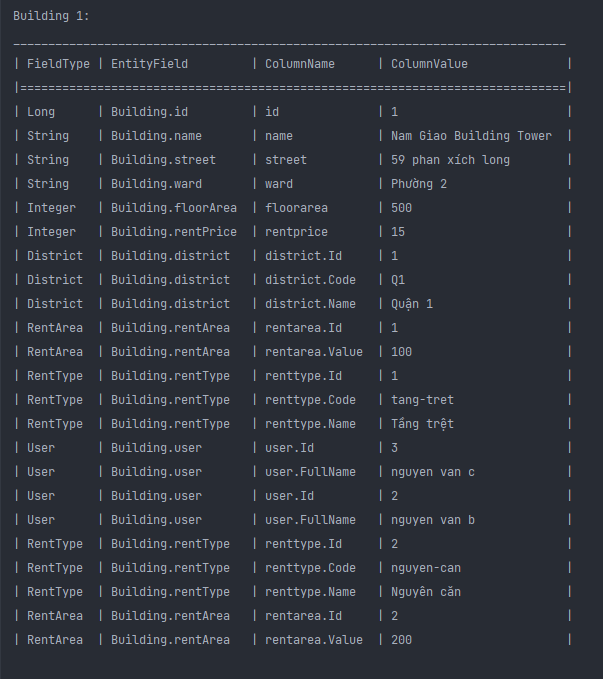 Building 1:
_______________________________________________________________________________
| FieldType | EntityField         | ColumnName      | ColumnValue               |
|==============================================================================|
| Long      | Building.id         | id              | 1                         |
| String    | Building.name       | name            | Nam Giao Building Tower   |
| String    | Building.street     | street          | 59 phan xích long         |
| String    | Building.ward       | ward            | Phường 2                  |
| Integer   | Building.floorArea  | floorarea       | 500                       |
| Integer   | Building.rentPrice  | rentprice       | 15                        |
| District  | Building.district   | district.Id     | 1                         |
| District  | Building.district   | district.Code   | Q1                        |
| District  | Building.district   | district.Name   | Quận 1                    |
| RentArea  | Building.rentArea   | rentarea.Id     | 1                         |
| RentArea  | Building.rentArea   | rentarea.Value  | 100                       |
| RentType  | Building.rentType   | renttype.Id     | 1                         |
| RentType  | Building.rentType   | renttype.Code   | tang-tret                 |
| RentType  | Building.rentType   | renttype.Name   | Tầng trệt                 |
| User      | Building.user       | user.Id         | 3                         |
| User      | Building.user       | user.FullName   | nguyen van c              |
| User      | Building.user       | user.Id         | 2                         |
| User      | Building.user       | user.FullName   | nguyen van b              |
| RentType  | Building.rentType   | renttype.Id     | 2                         |
| RentType  | Building.rentType   | renttype.Code   | nguyen-can                |
| RentType  | Building.rentType   | renttype.Name   | Nguyên căn                |
| RentArea  | Building.rentArea   | rentarea.Id     | 2                         |
| RentArea  | Building.rentArea   | rentarea.Value  | 200                       |